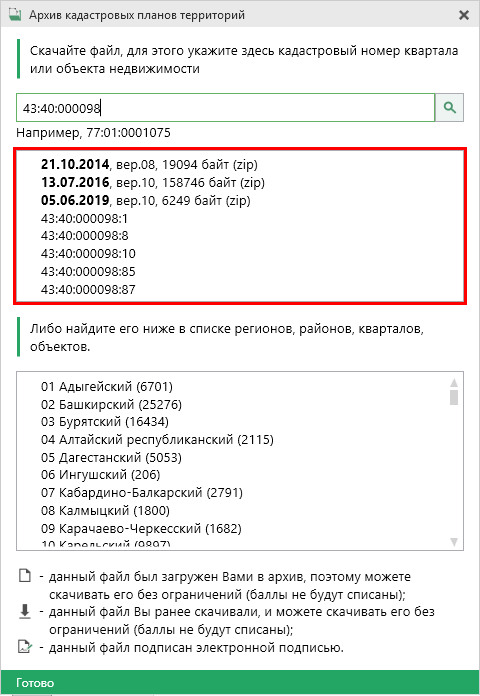 Архив кадастровых планов территорий
Скачайте файл, для этого укажите здесь кадастровый номер квартала
или объекта недвижимости
43:40:000098
Например, 77:01:0001075
21.10.2014, вер.08, 19094 байт (zip)
13.07.2016, вер.10, 158746 байт (zip)
05.06.2019, вер.10, 6249 байт (zip)
43:40:000098:1
43:40:000098:8
43:40:000098:10
43:40:000098:85
43:40:000098:87
Либо найдите его ниже в списке регионов, районов, кварталов,
объектов.
01 Адыгейский (6701)
02 Башкирский (25276)
03 Бурятский (16434)
04 Алтайский республиканский (2115)
05 Дагестанский (5053)
06 Ингушский (206)
07 Кабардино-Балкарский (2791)
08 Калмыцкий (1800)
09 Карачаево-Черкесский (1682)
10 Карельский (9897)
- данный файл был загружен Вами в архив, поэтому можете
скачивать его без ограничений (баллы не будут списаны);
- данный файл Вы ранее скачивали, и можете скачивать его без
ограничений (баллы не будут списаны);
- данный файл подписан электронной подписью.
Готово